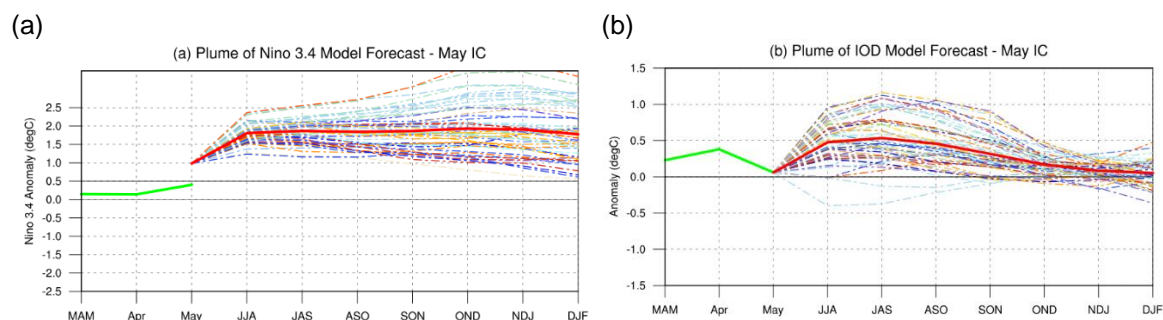 (a)
(b)
(a) Plume of Nino 3.4 Model Forecast - May IC
Nino 3.4 Anomaly (degC)
2.5
2.0
1.5
1.0
0.5
0.0
0.5
1.0
1.5
2.0
-2.5
MAM Apr May JJA JAS ASO SON OND NDJ DJF
(b) Plume of IOD Model Forecast - May IC
Anomaly (degC)
1.5
1.0
0.5
0.0
-0.5
-1.0
-1.5
MAM Apr May JJA JAS ASO SON OND NDJ DJF